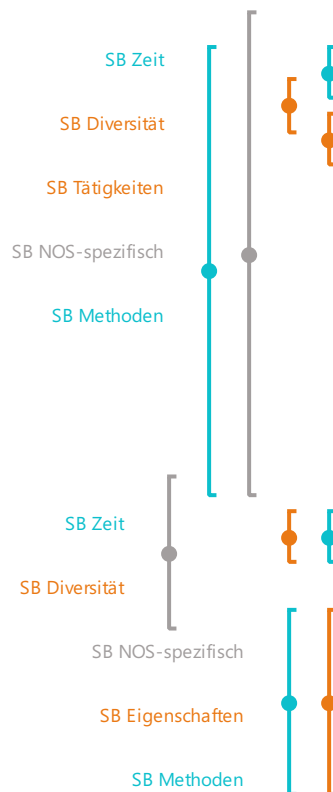 SB Zeit
SB Diversität
SB Tätigkeiten
SB NOS-spezifisch
SB Methoden
SB Zeit
SB Diversität
SB NOS-spezifisch
SB Eigenschaften
SB Methoden